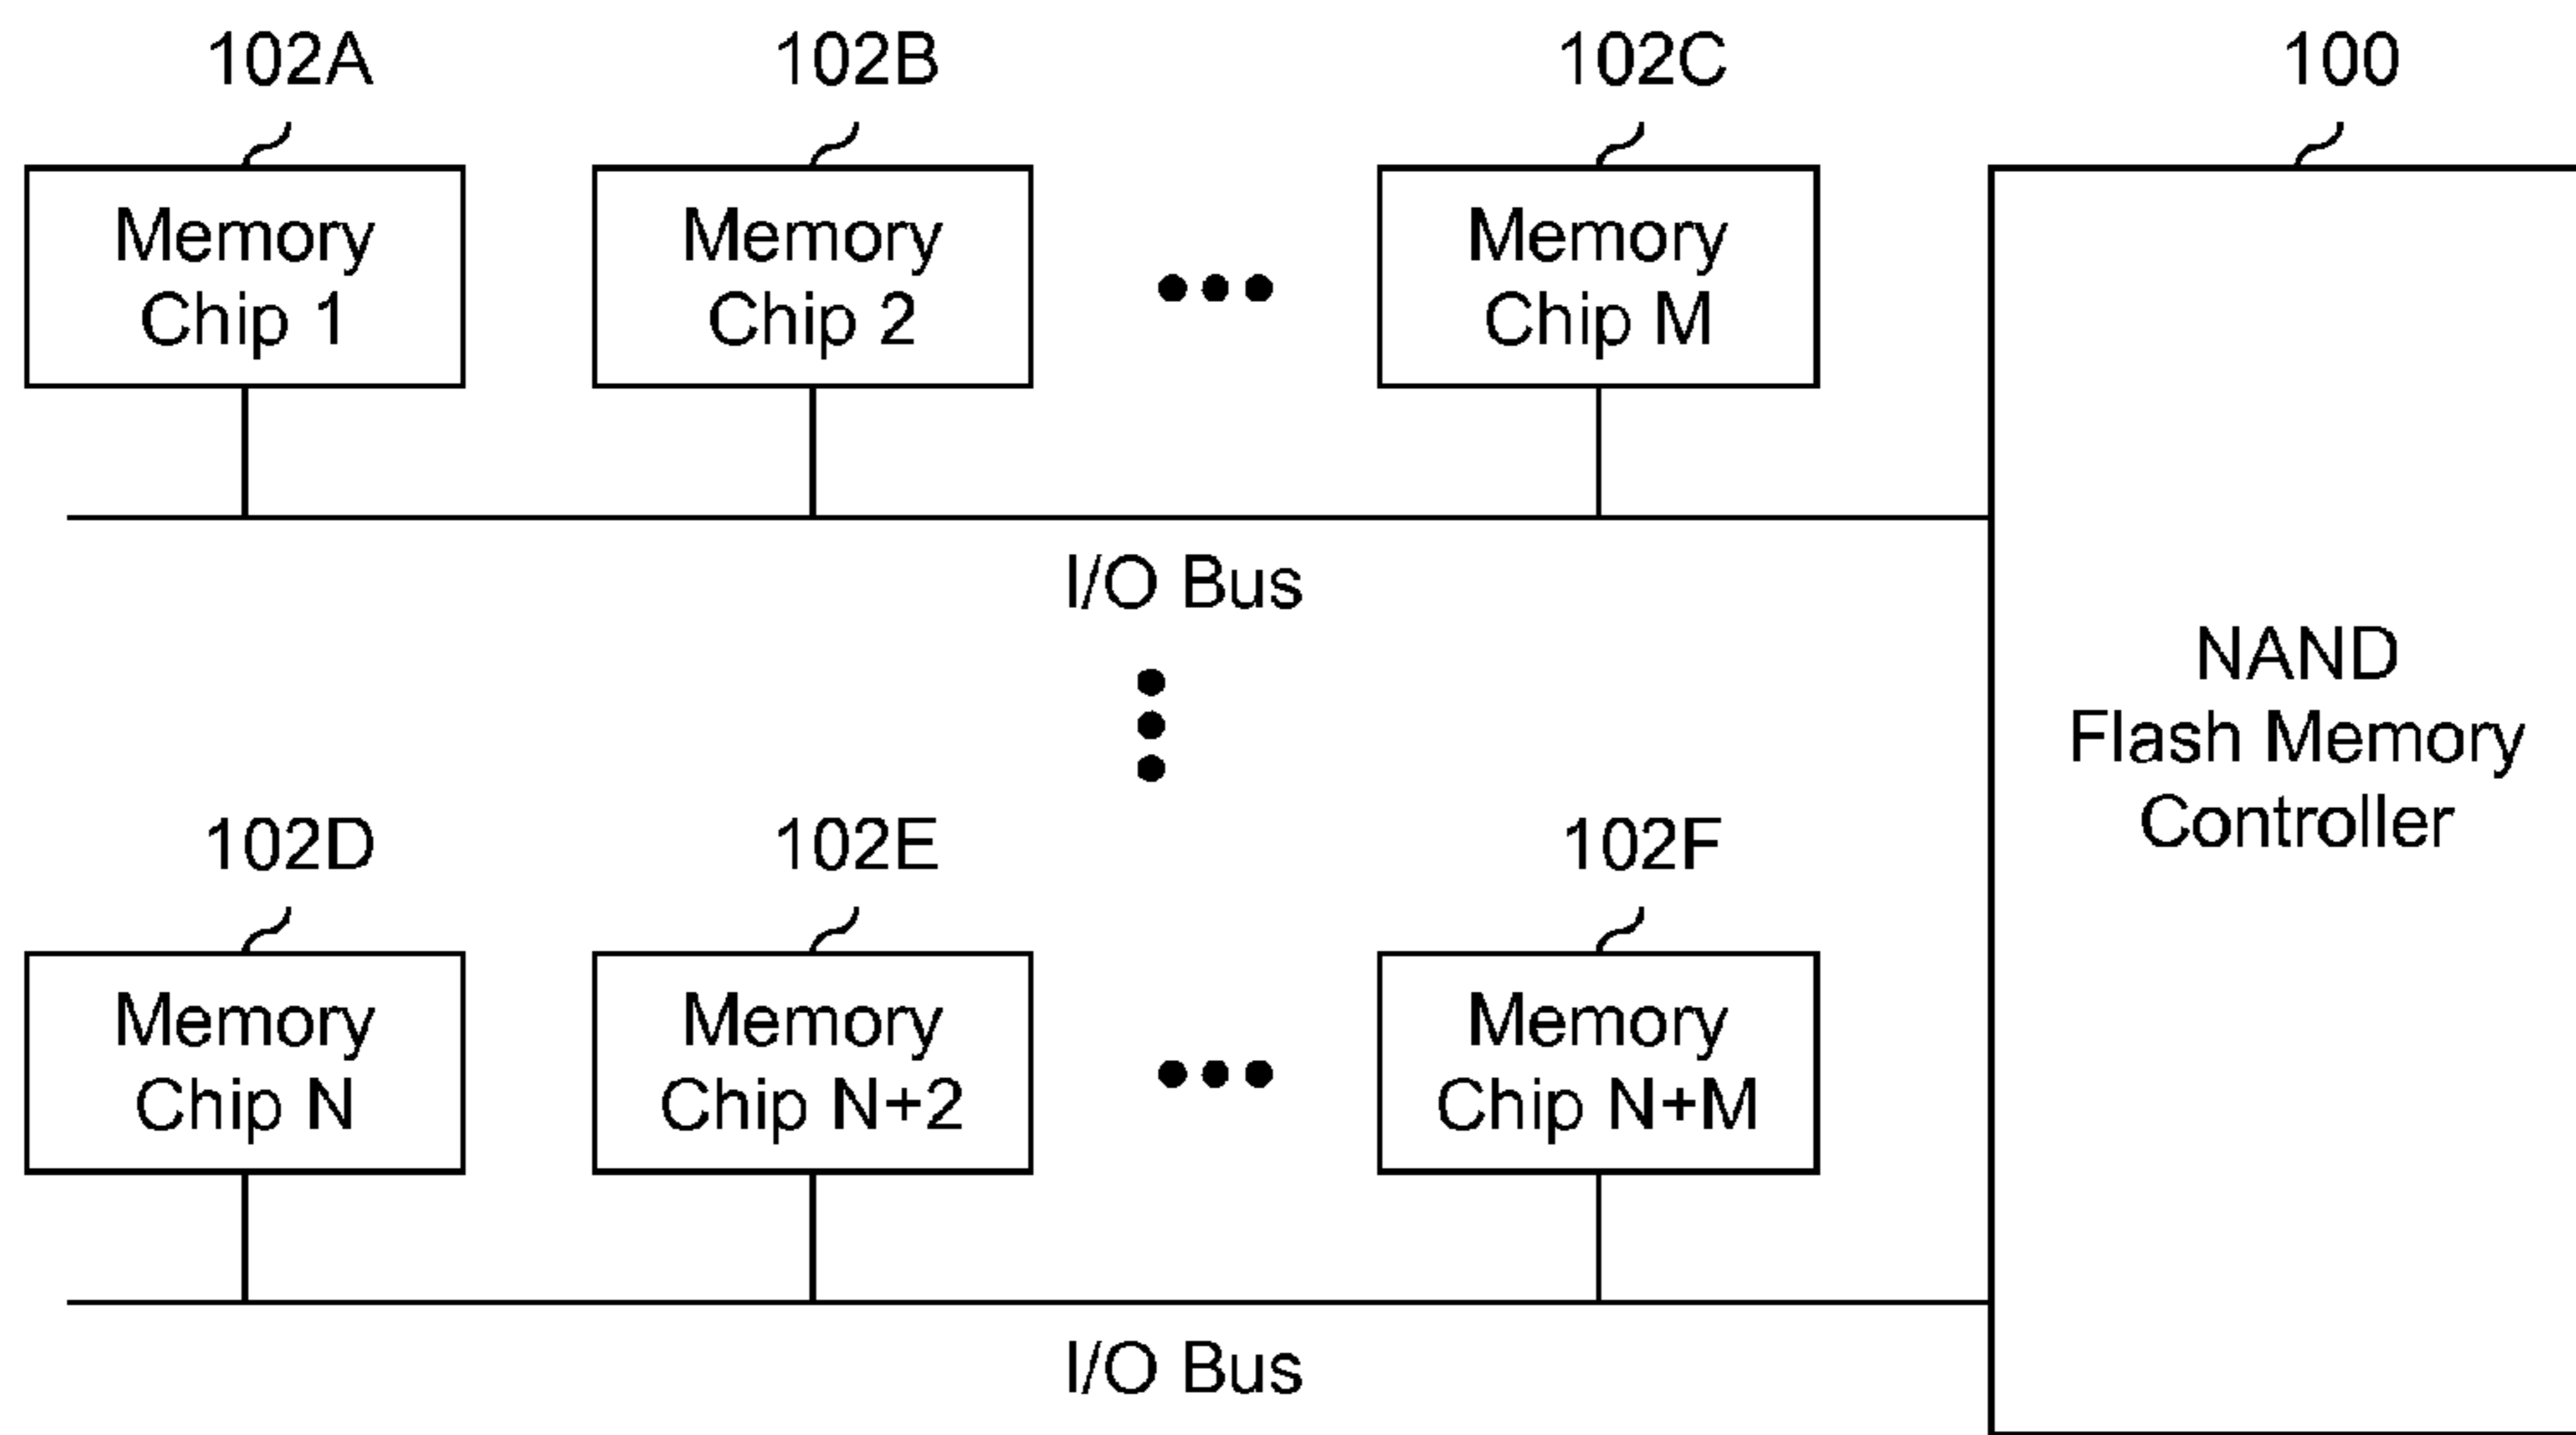 102A 102B 102C 100
Memory
Chip 1
Memory
Chip 2
Memory
Chip M
I/O Bus
NAND
Flash Memory
Controller
102D 102E 102F
Memory
Chip N
Memory
Chip N+2
Memory
Chip N+M
I/O Bus